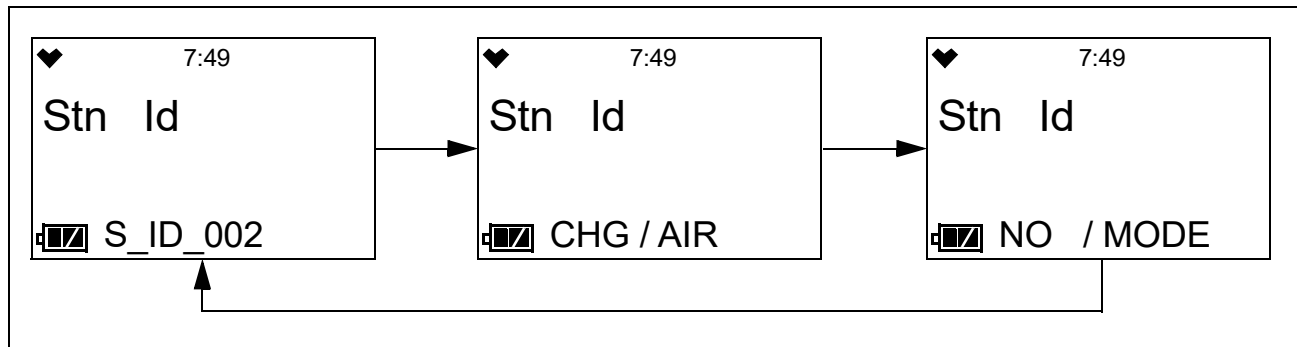 7:49
Stn Id
S_ID_002
7:49
Stn Id
CHG / AIR
7:49
Stn Id
NO / MODE